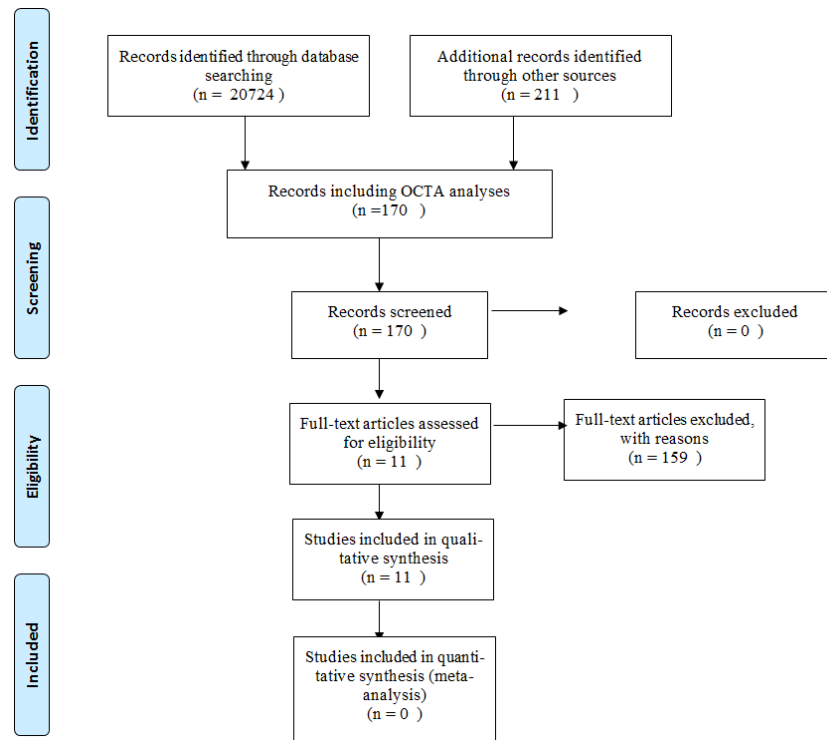 Identification
Records identified through database
searching
(n = 20724 )
Additional records identified
through other sources
(n = 211 )
Records including OCTA analyses
(n =170 )
Screening
Records screened
(n = 170 )
Records excluded
(n = 0 )
Eligibility
Full-text articles assessed
for eligibility
(n = 11 )
Full-text articles excluded,
with reasons
(n = 159 )
Studies included in quali-
tative synthesis
(n = 11 )
Included
Studies included in quanti-
tative synthesis (meta-
analysis)
(n = 0 )